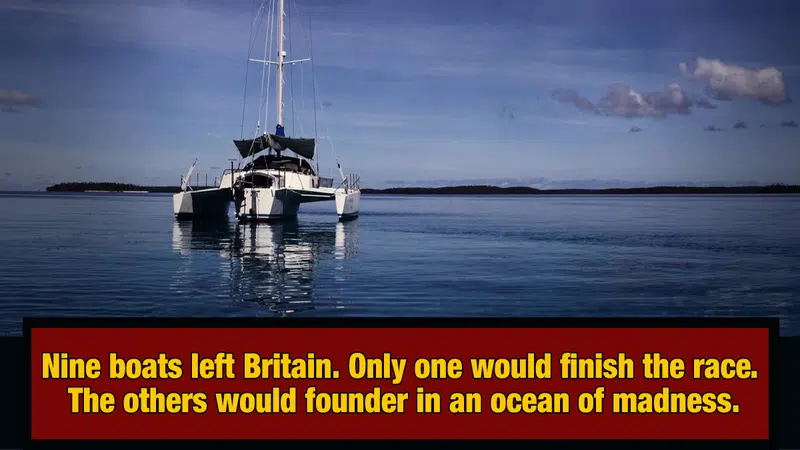 Nine boats left Britain. Only one would finish the race.
The others would founder in an ocean of madness.